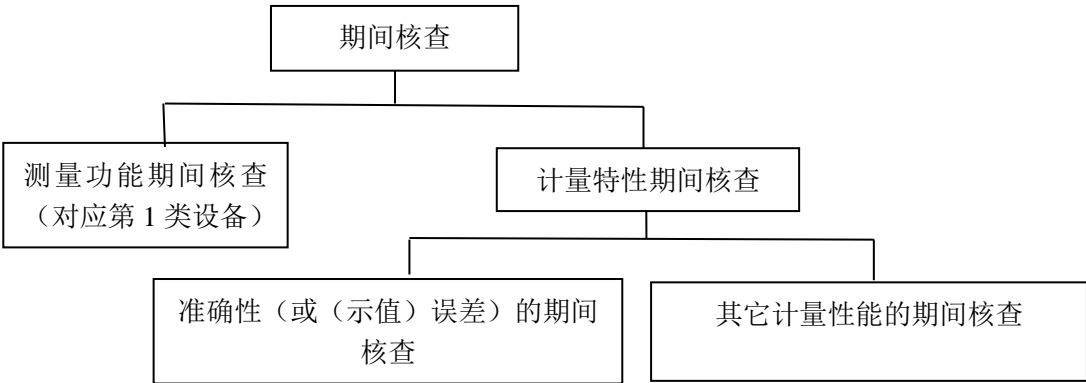 期间核查
测量功能期间核查
（对应第 1 类设备）
计量特性期间核查
准确性（或（示值）误差）的期间
核查
其它计量性能的期间核查